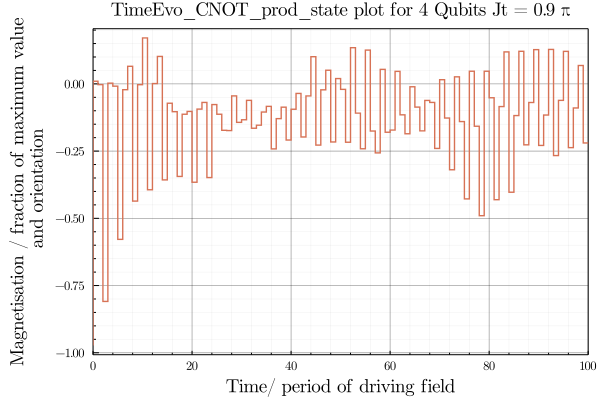 TimeEvo_CNOT_prod_state plot for 4 Qubits Jt = 0.9 π
Magnetisation / fraction of maximum value
and orientation
0.00
−0.25
−0.50
−0.75
−1.00
0 20 40 60 80 100
Time/ period of driving field